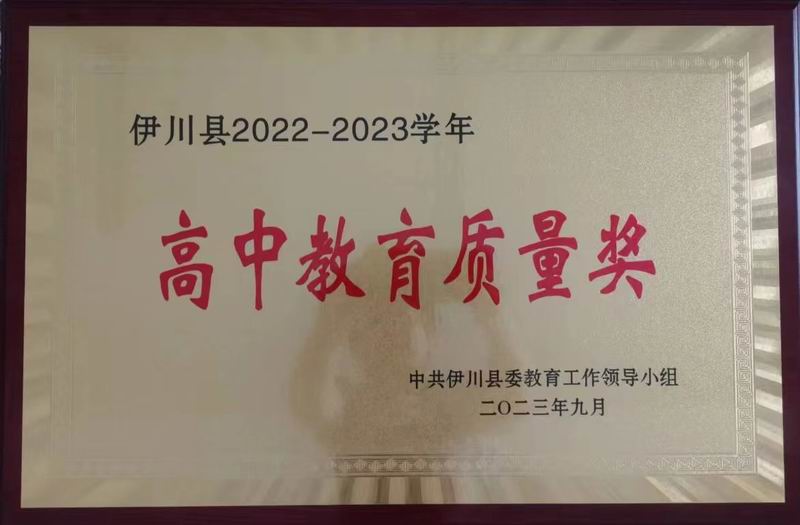 伊川县2022-2023学年
高中教育质量奖
中共伊川县委教育工作领导小组
二〇二三年九月